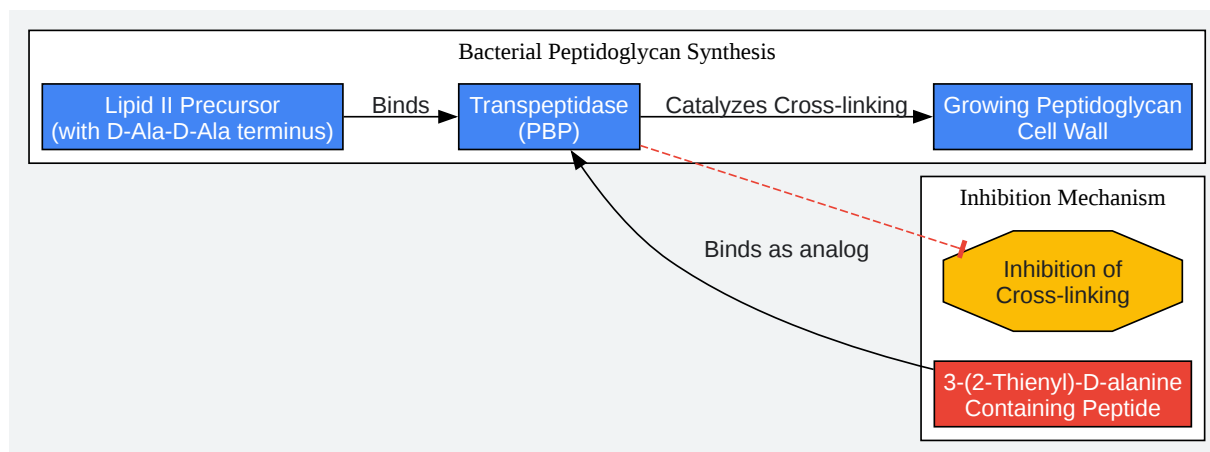 Bacterial Peptidoglycan Synthesis
Lipid II Precursor
(with D-Ala-D-Ala terminus)
Binds
Transpeptidase
(PBP)
Catalyzes Cross-linking
Growing Peptidoglycan
Cell Wall
Inhibition Mechanism
Binds as analog
Inhibition of
Cross-linking
3-(2-Thienyl)-D-alanine
Containing Peptide